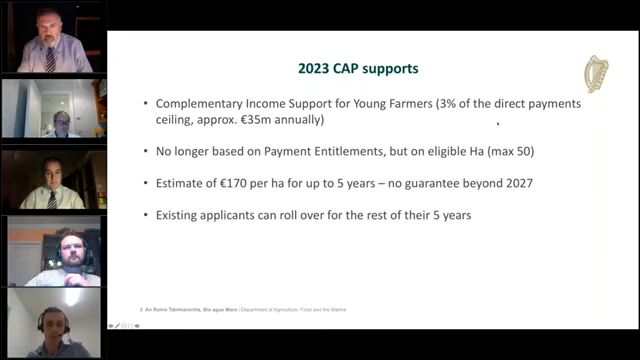 2023 CAP supports
• Complementary Income Support for Young Farmers (3% of the direct payments
ceiling, approx. €35m annually)
• No longer based on Payment Entitlements, but on eligible Ha (max 50)
• Estimate of €170 per ha for up to 5 years – no guarantee beyond 2027
• Existing applicants can roll over for the rest of their 5 years
2 An Roinn Talmhaíochta, Bia agus Mara | Department of Agriculture, Food and the Marine